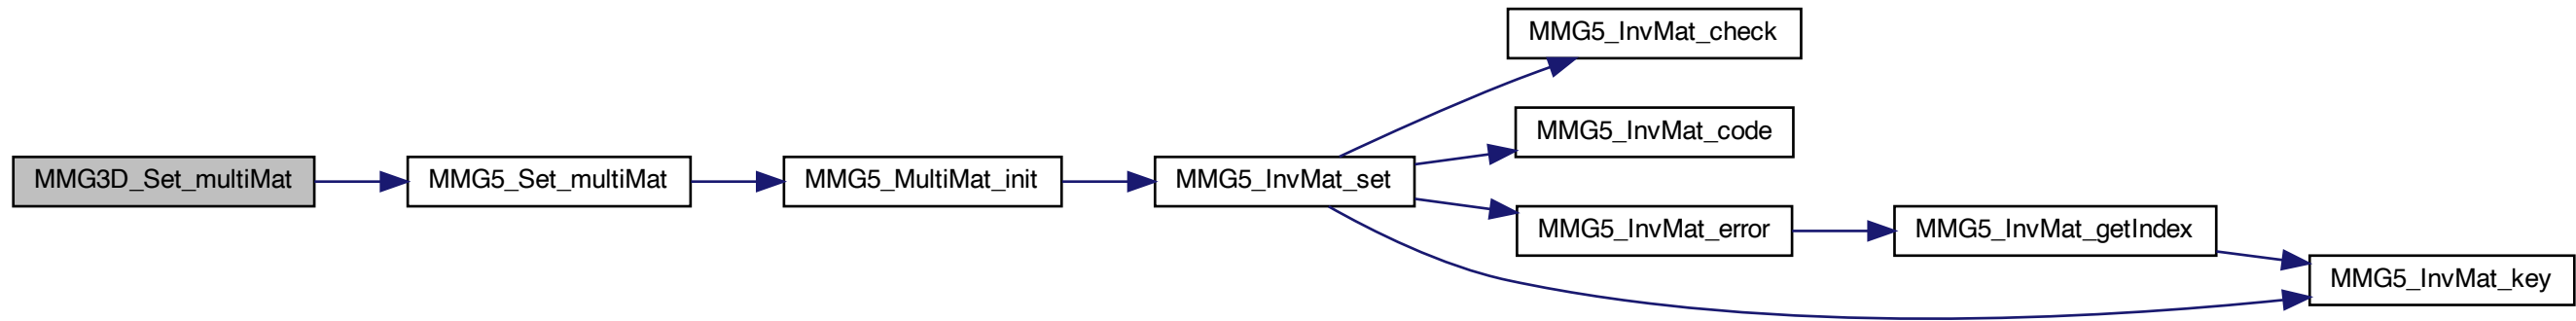 MMG3D_Set_multiMat
MMG5_Set_multiMat
MMG5_MultiMat_init
MMG5_InvMat_set
MMG5_InvMat_check
MMG5_InvMat_code
MMG5_InvMat_error
MMG5_InvMat_getIndex
MMG5_InvMat_key